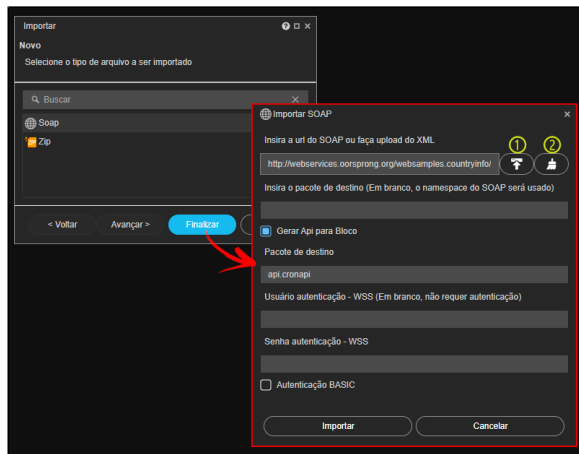 Importar
Novo
Selecione o tipo de arquivo a ser importado
Buscar
Soap
Zip
< Voltar
Avançar >
Finalizar
Importar SOAP
Insira a url do SOAP ou faça upload do XML
1
2
http://webservices.oorsprong.org/websamples.countryinfo/
Insira o pacote de destino (Em branco, o namespace do SOAP será usado)
Gerar Api para Bloco
Pacote de destino
api.cronapi
Usuário autenticação - WSS (Em branco, não requer autenticação)
Senha autenticação - WSS
Autenticação BASIC
Importar
Cancelar